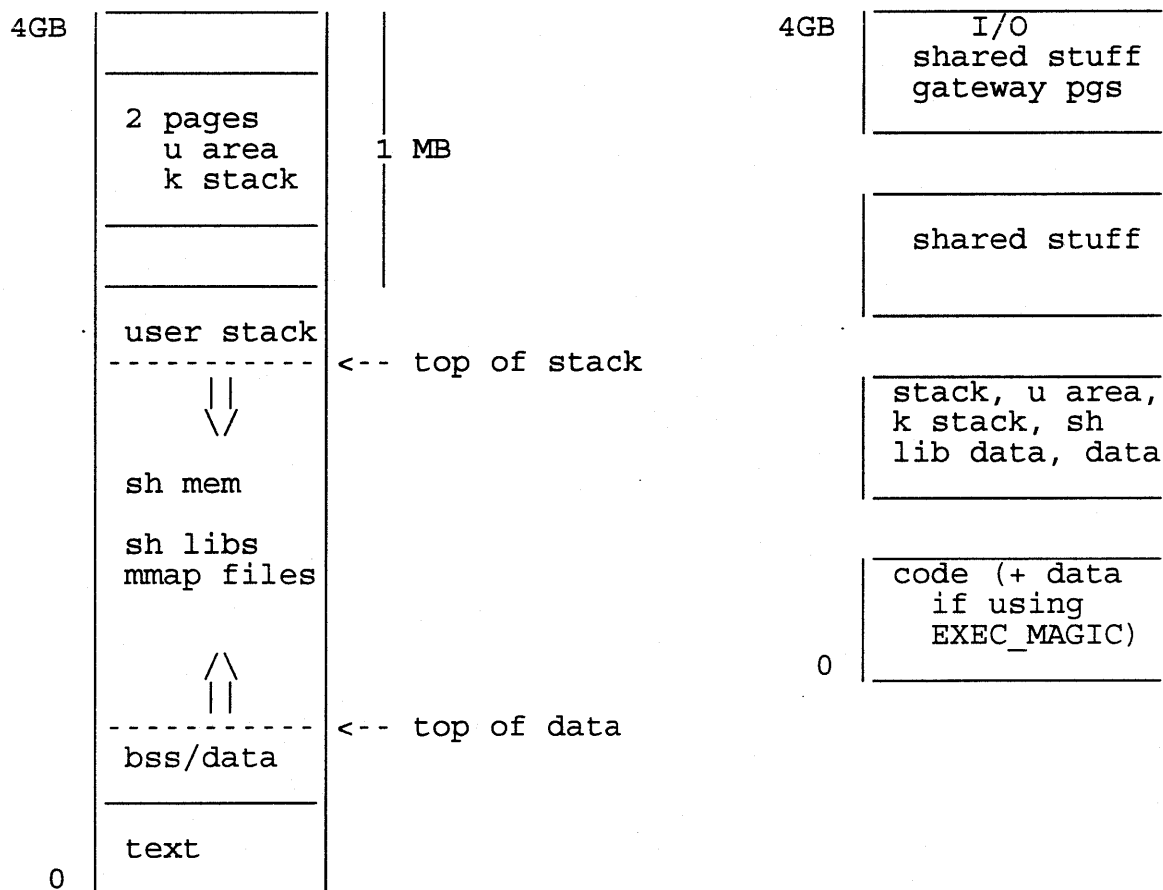 4GB
2 pages
u area
k stack
1 MB
user stack
<-- top of stack
sh mem
sh libs
mmap files
<-- top of data
bss/data
text
0
4GB
I/O
shared stuff
gateway pgs
shared stuff
stack, u area,
k stack, sh
lib data, data
code (+ data
if using
EXEC_MAGIC)
0